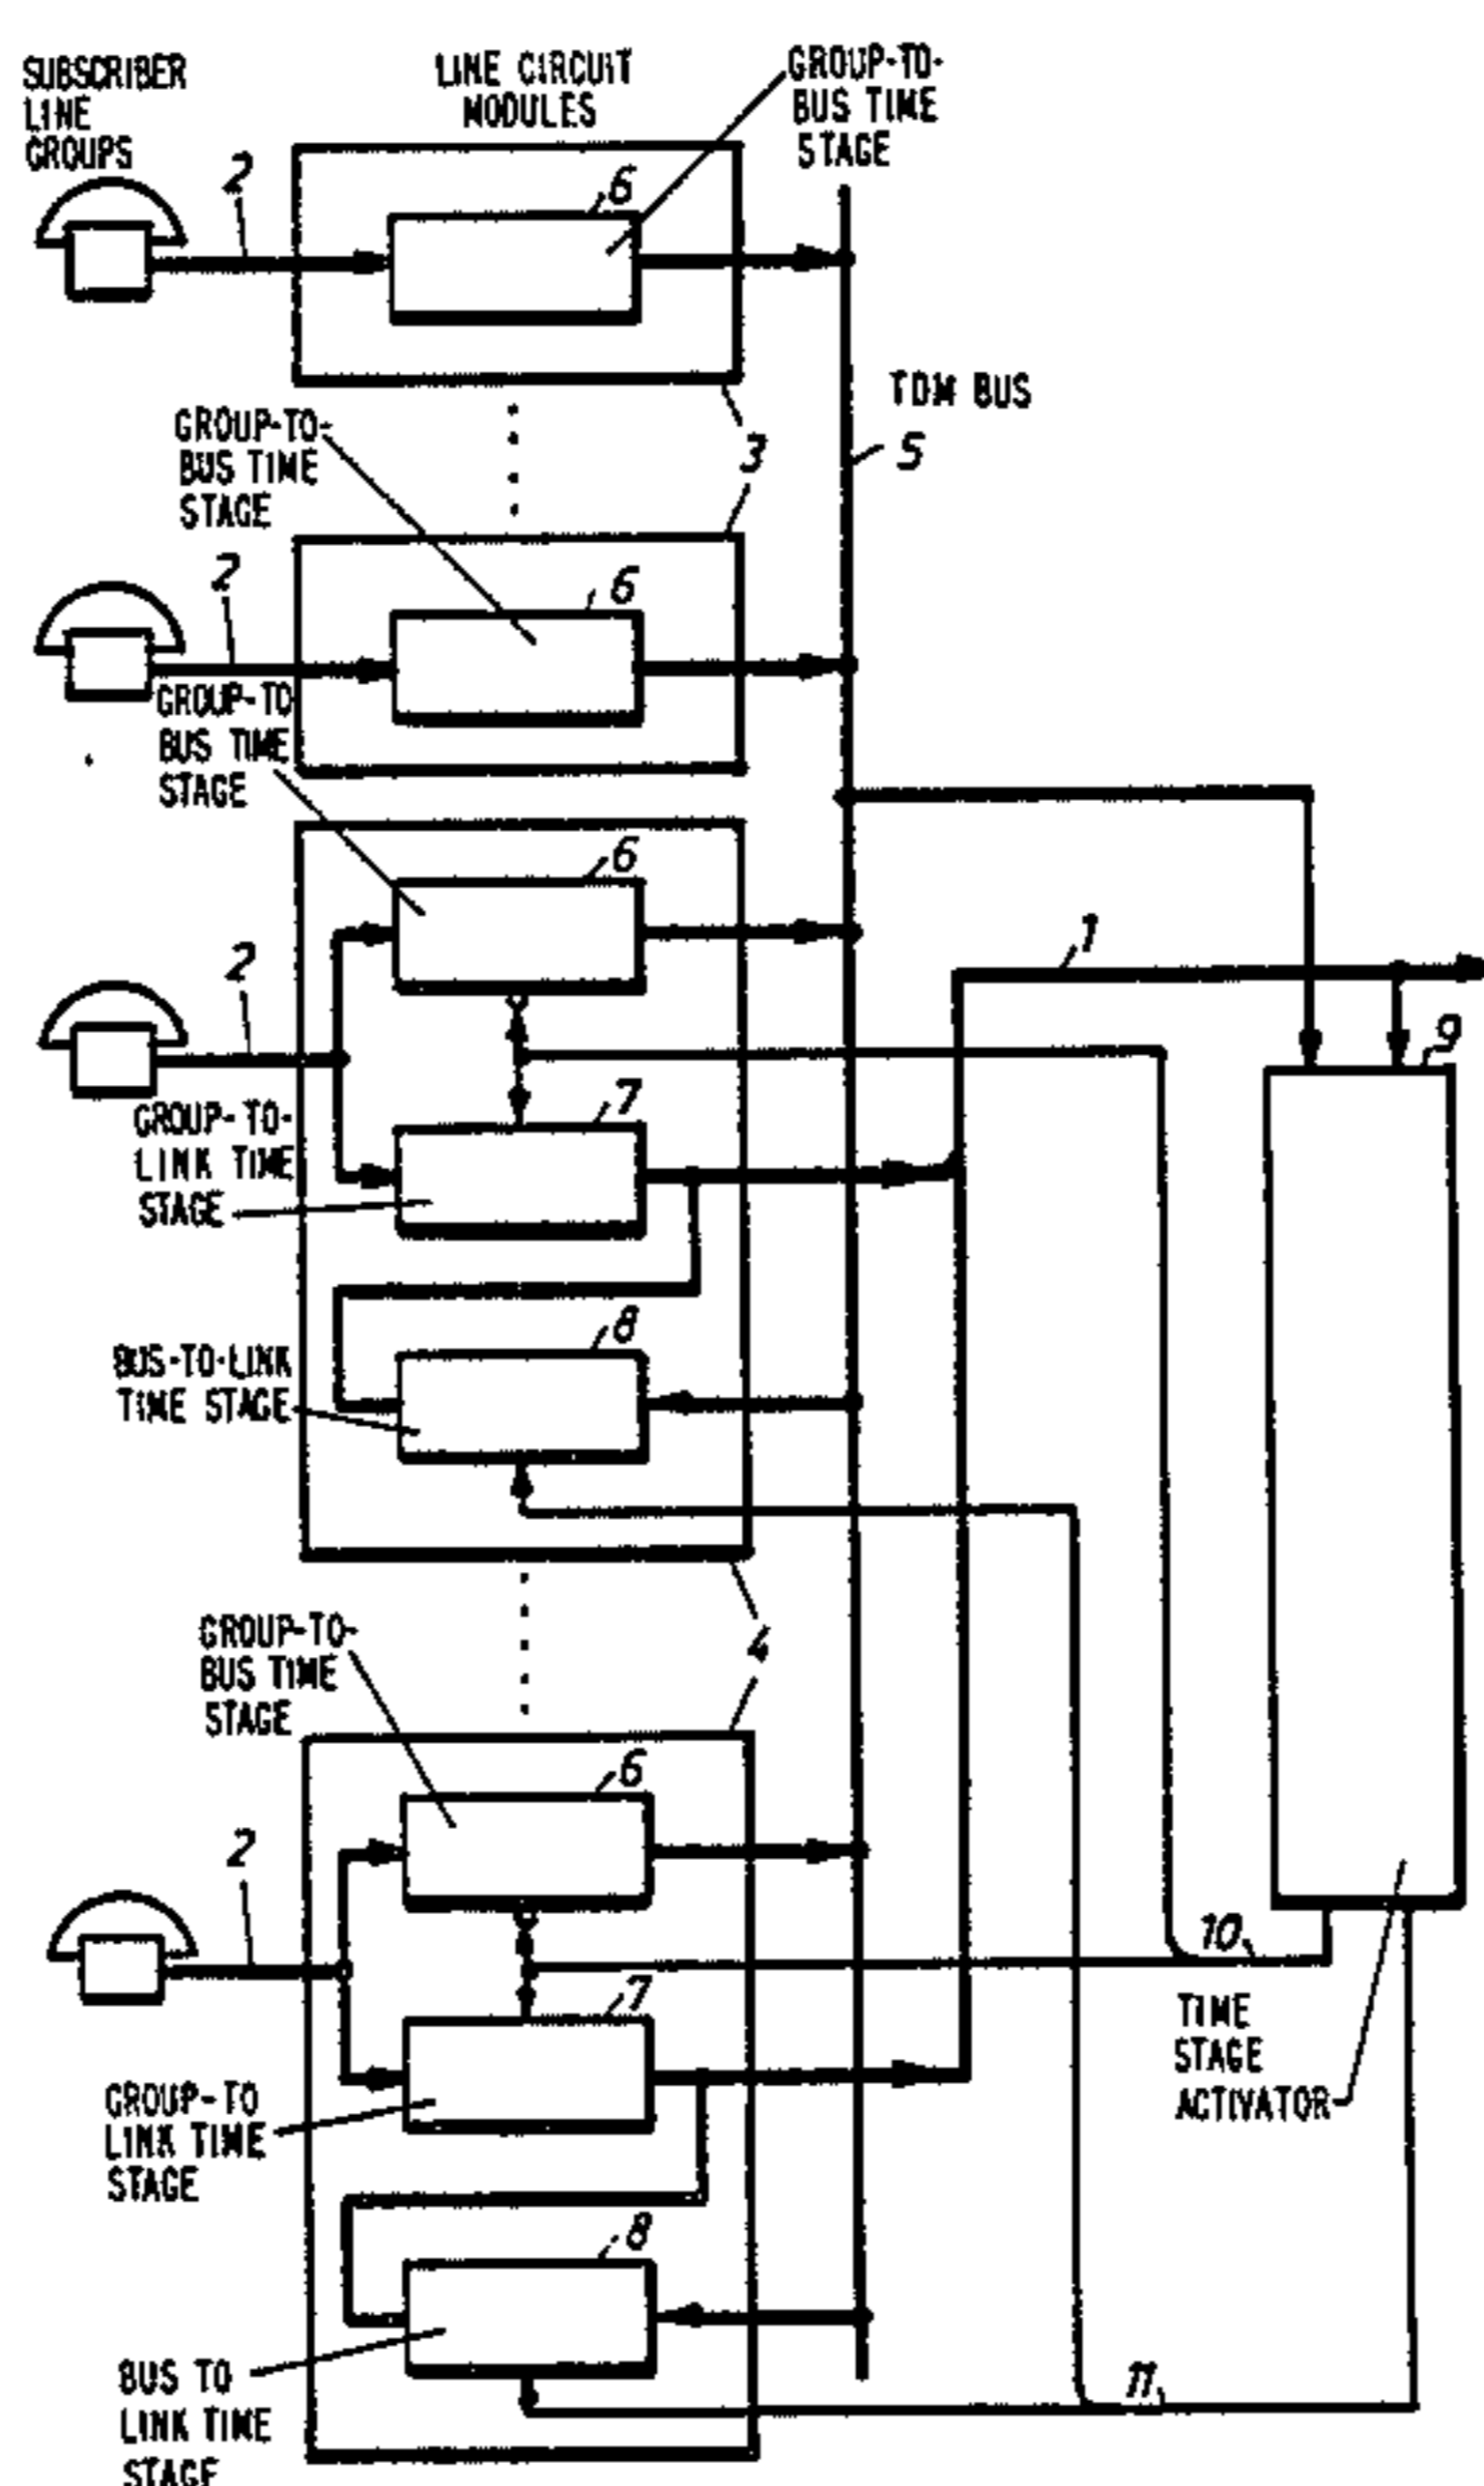 SUBSCRIBER
LINE
GROUPS
LINE CIRCUIT
MODULES
GROUP-TO-
BUS TIME
STAGE
2
6
TDM BUS
5
3
GROUP-TO-
BUS TIME
STAGE
2
6
GROUP-TO
BUS TIME
STAGE
6
1
2
9
7
GROUP-TO-
LINK TIME
STAGE
8
BUS-TO-LINK
TIME STAGE
4
GROUP-TO-
BUS TIME
STAGE
6
2
10
7
TIME
STAGE
ACTIVATOR
GROUP-TO
LINK TIME
STAGE
8
11
BUS TO
LINK TIME
STAGE